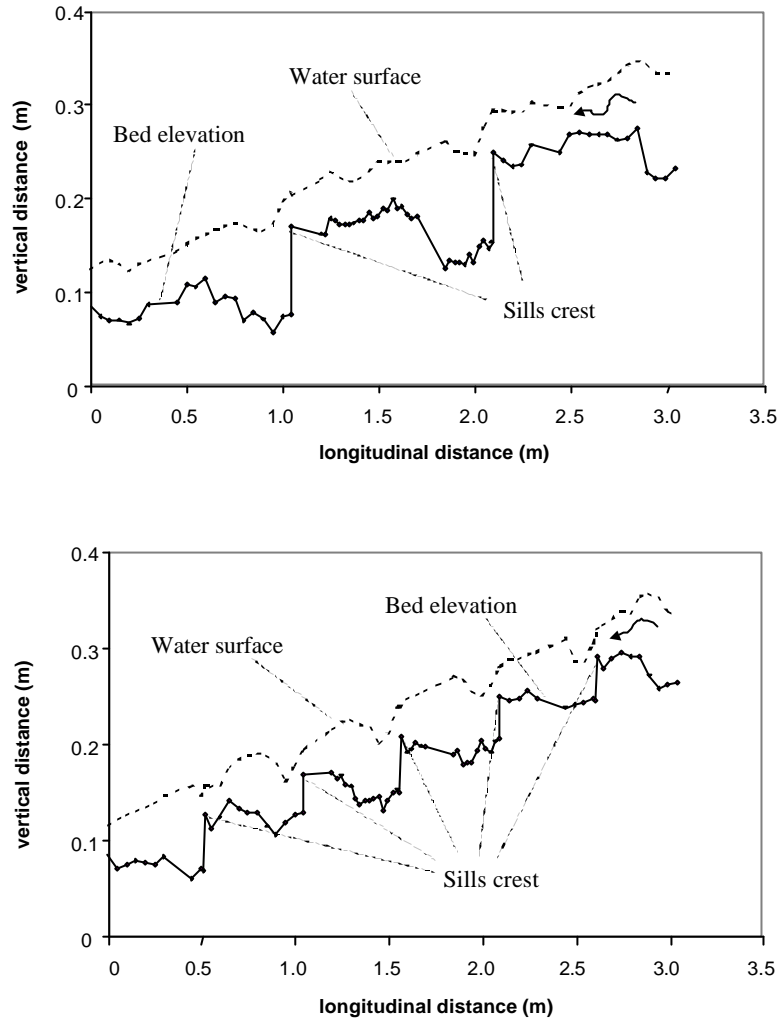 0.4
Water surface
0.3
Bed elevation
vertical distance (m)
0.2
0.1
Sills crest
0
0 0.5 1.0 1.5 2.0 2.5 3.0 3.5
longitudinal distance (m)
0.4
Bed elevation
0.3
Water surface
vertical distance (m)
0.2
0.1
Sills crest
0
0 0.5 1.0 1.5 2.0 2.5 3.0 3.5
longitudinal distance (m)